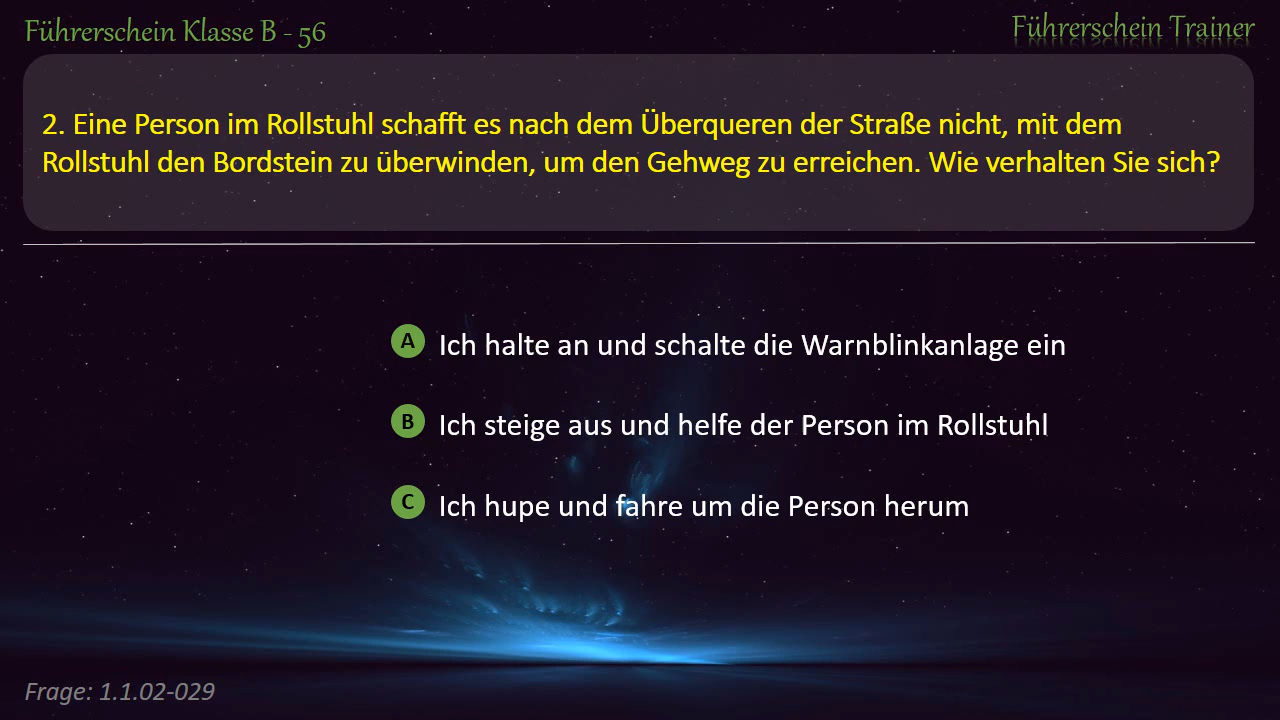 Führerschein Klasse B - 56
Führerschein Trainer
2. Eine Person im Rollstuhl schafft es nach dem Überqueren der Straße nicht, mit dem
Rollstuhl den Bordstein zu überwinden, um den Gehweg zu erreichen. Wie verhalten Sie sich?
A Ich halte an und schalte die Warnblinkanlage ein
B Ich steige aus und helfe der Person im Rollstuhl
C Ich hupe und fahre um die Person herum
Frage: 1.1.02-029